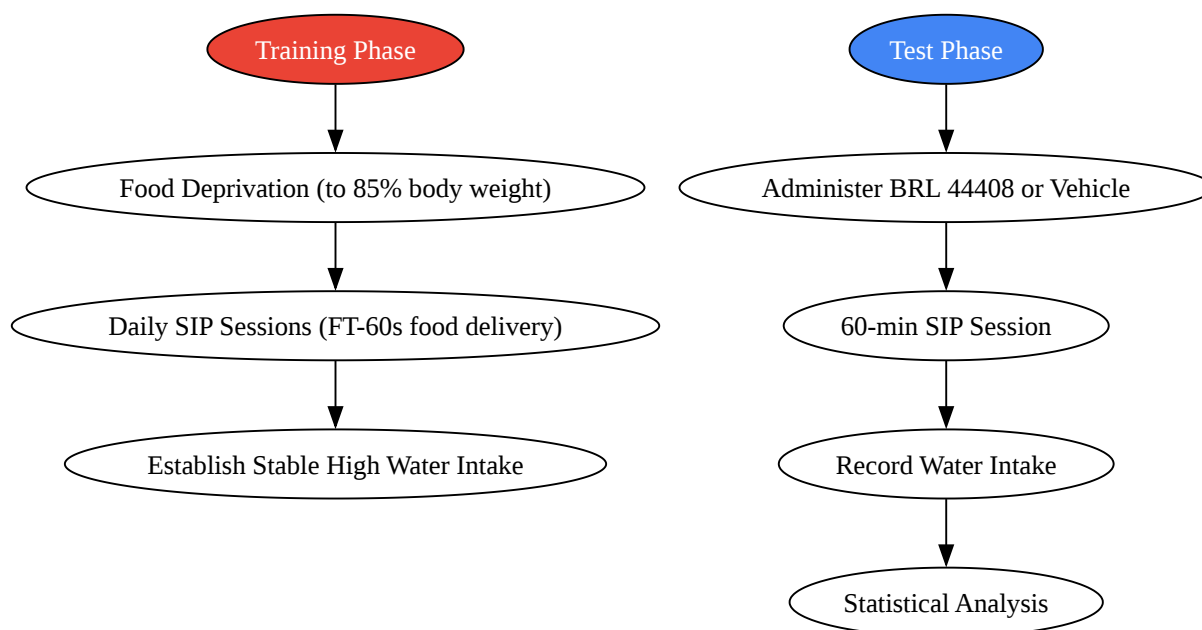 Training Phase
Food Deprivation (to 85% body weight)
Daily SIP Sessions (FT-60s food delivery)
Establish Stable High Water Intake
Test Phase
Administer BRL 44408 or Vehicle
60-min SIP Session
Record Water Intake
Statistical Analysis